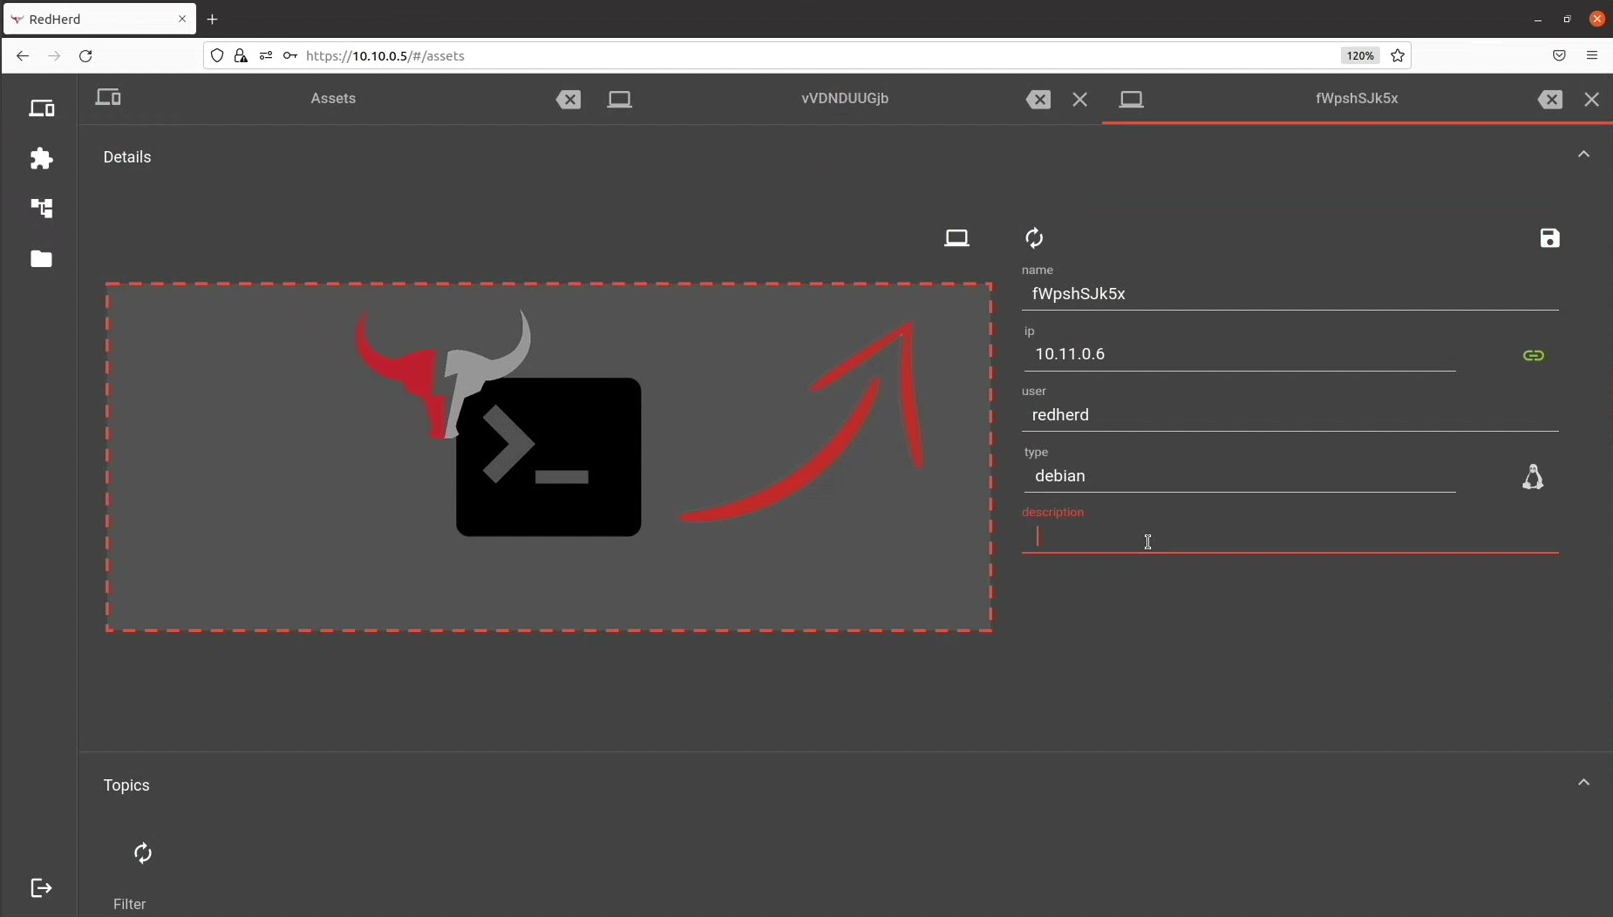 RedHerd
https://10.10.0.5/#/assets
120%
Assets
vVDNDUUGjb
fWpshSJk5x
Details
name
fWpshSJk5x
ip
10.11.0.6
user
redherd
type
debian
description
Topics
Filter